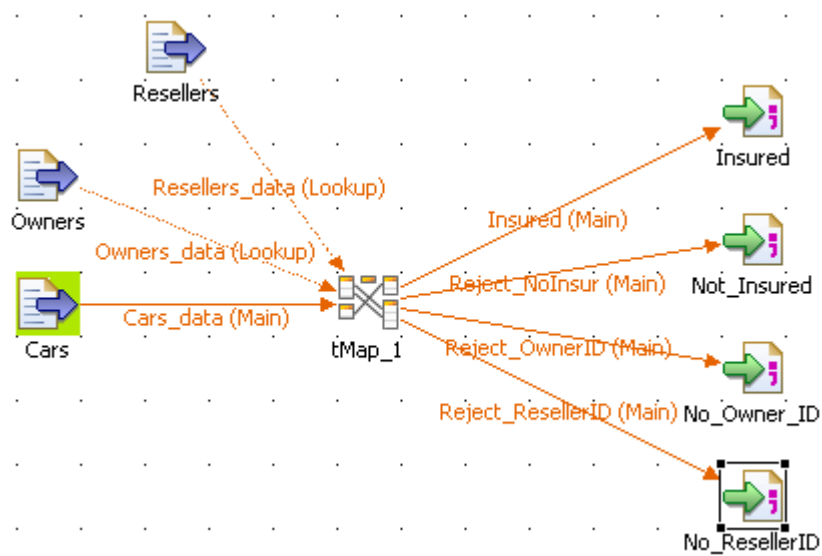 Resellers
Resellers_data (Lookup)
Owners
Owners_data (Lookup)
Cars
Cars_data (Main)
tMap_1
Insured (Main)
Insured
Reject_NoInsur (Main)
Not_Insured
Reject_OwnerID (Main)
No_Owner_ID
Reject_ResellerID (Main)
No_ResellerID